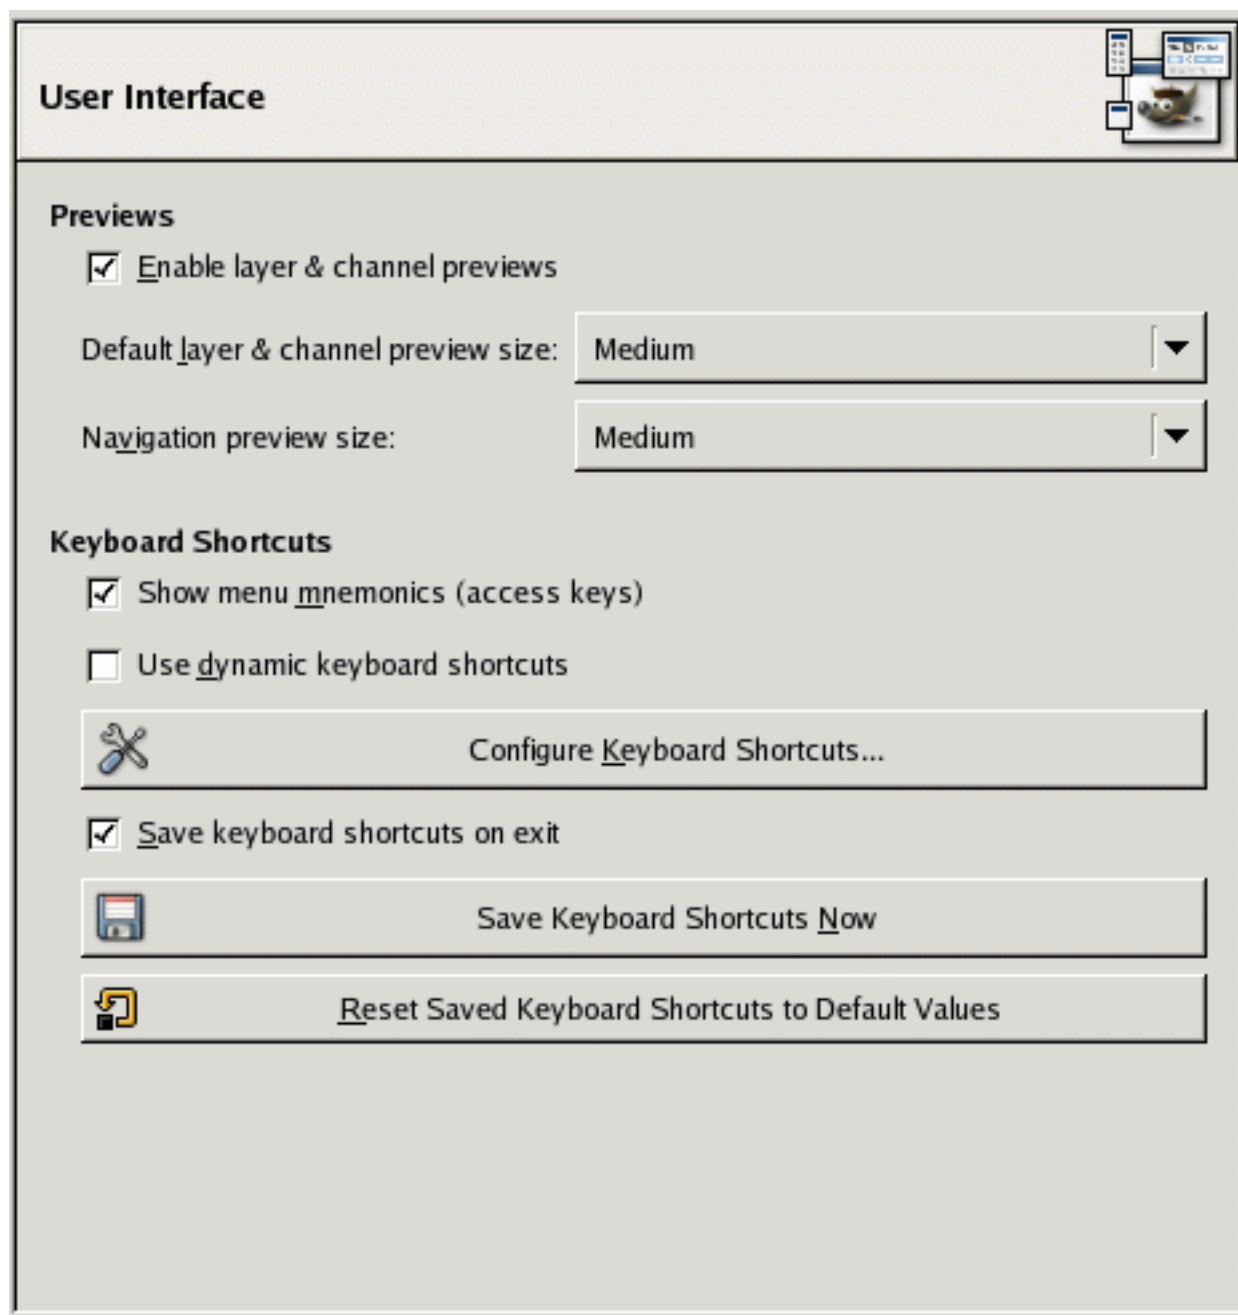 User Interface
Previews
Enable layer & channel previews
Default layer & channel preview size: Medium
Navigation preview size: Medium
Keyboard Shortcuts
Show menu mnemonics (access keys)
Use dynamic keyboard shortcuts
Configure Keyboard Shortcuts...
Save keyboard shortcuts on exit
Save Keyboard Shortcuts Now
Reset Saved Keyboard Shortcuts to Default Values